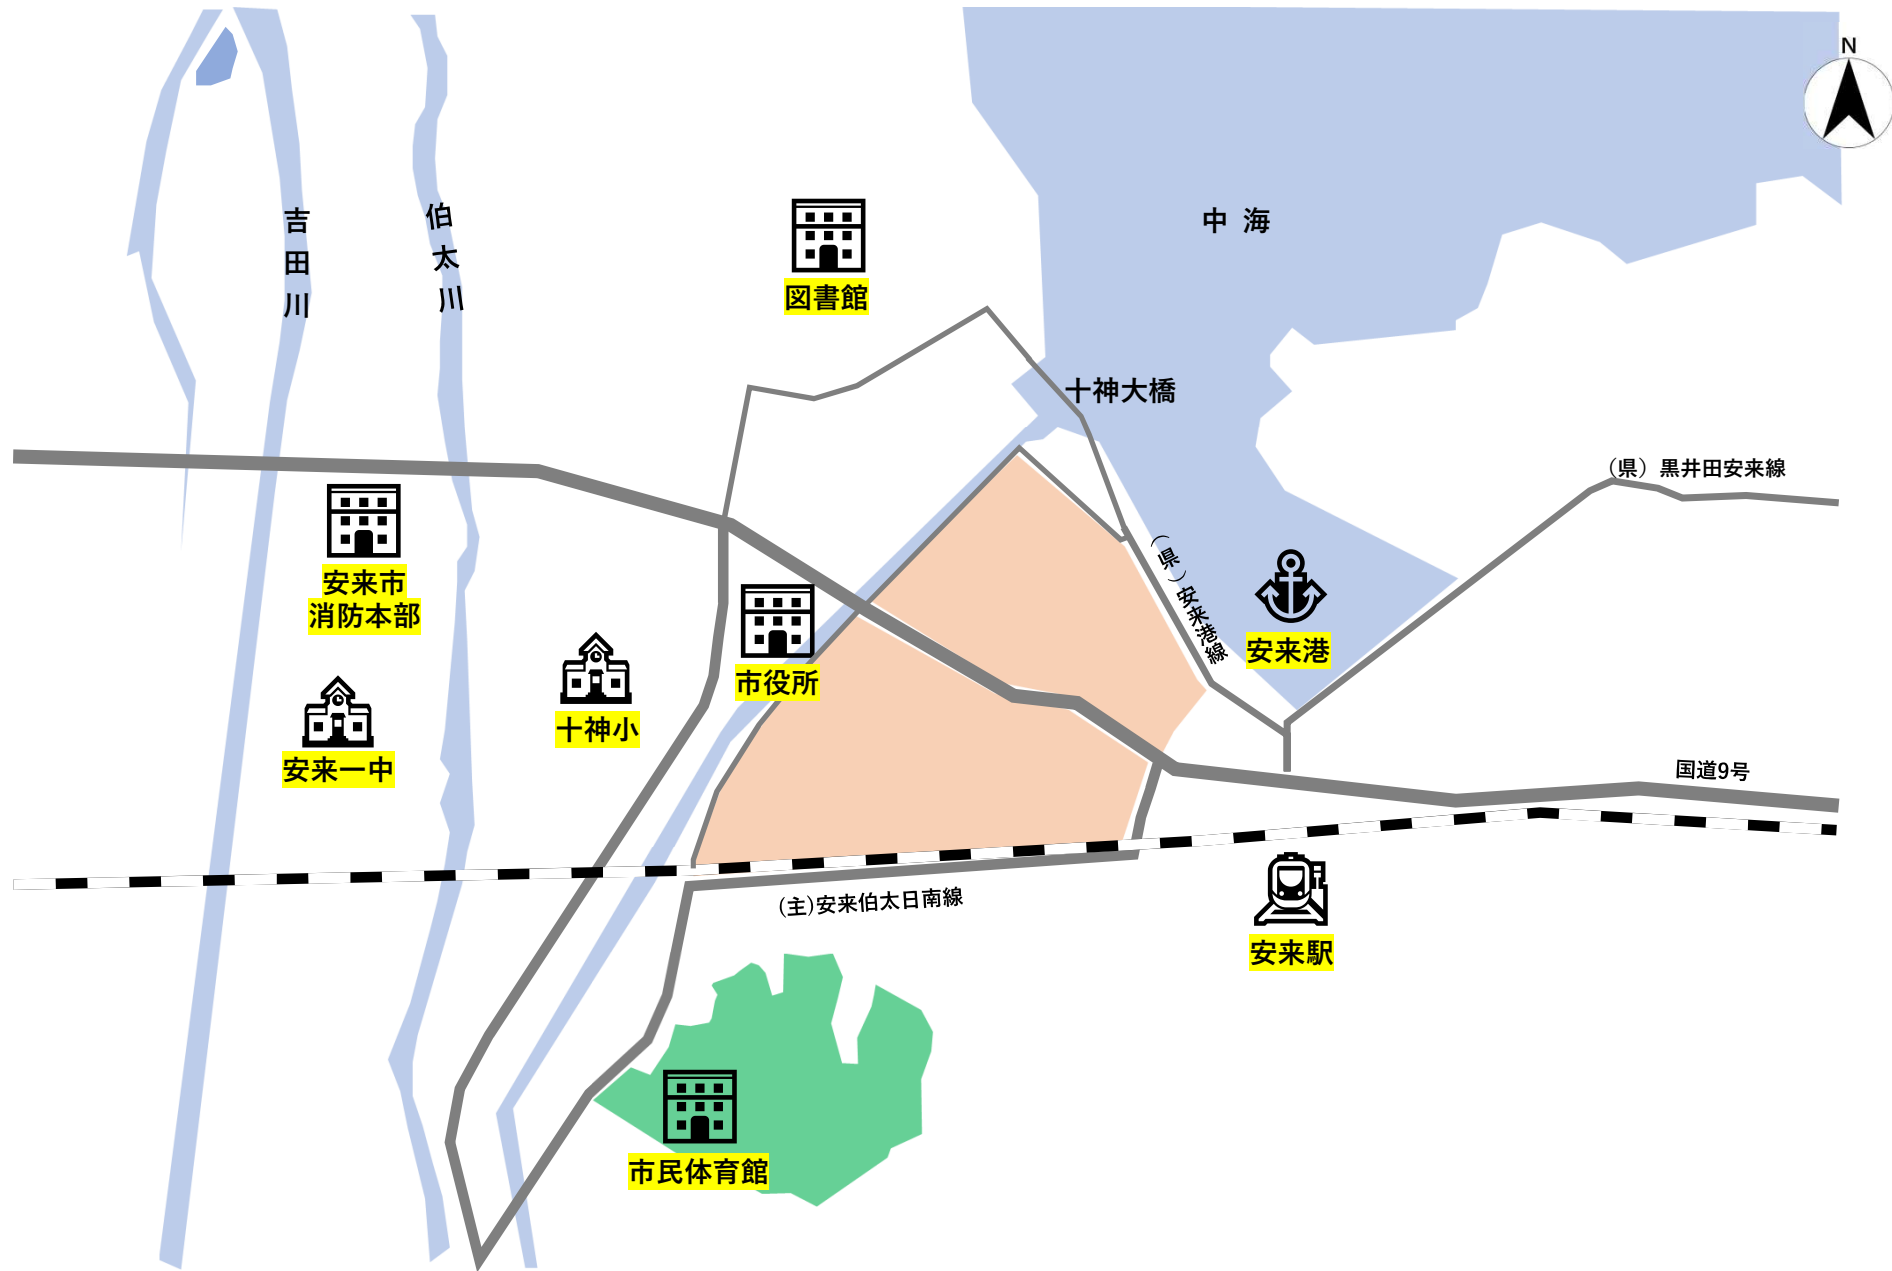 N
吉田川
伯太川
中 海
図書館
十神大橋
(県) 黒井田安来線
安来市
消防本部
(県)安来港線
安来港
市役所
十神小
安来一中
国道9号
(主)安来伯太日南線
安来駅
市民体育館